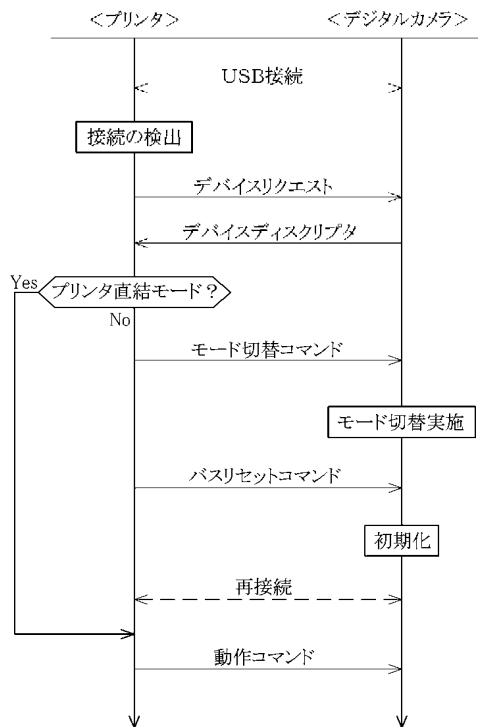 <プリンタ>
<デジタルカメラ>
USB接続
接続の検出
デバイスリクエスト
デバイスディスクリプタ
Yes
プリンタ直結モード？
No
モード切替コマンド
モード切替実施
バスリセットコマンド
初期化
再接続
動作コマンド